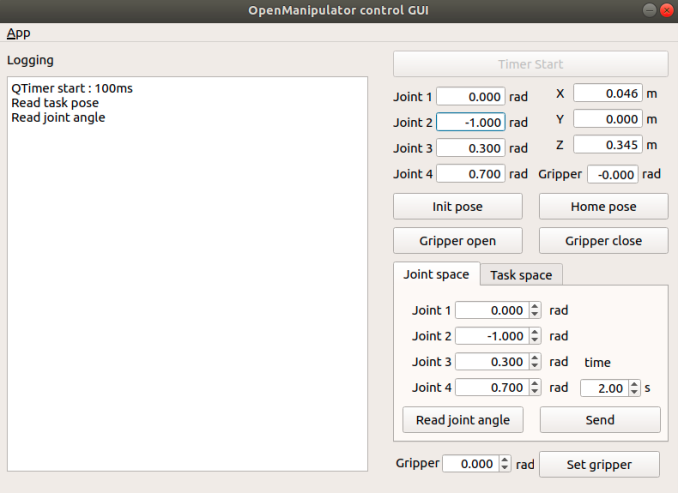 OpenManipulator control GUI
App
Logging
QTimer start : 100ms
Read task pose
Read joint angle
Timer Start
Joint 1 0.000 rad X 0.046 m
Joint 2 -1.000 rad Y 0.000 m
Joint 3 0.300 rad Z 0.345 m
Joint 4 0.700 rad Gripper -0.000 rad
Init pose Home pose
Gripper open Gripper close
Joint space Task space
Joint 1 0.000 rad
Joint 2 -1.000 rad
Joint 3 0.300 rad time
Joint 4 0.700 rad 2.00 s
Read joint angle Send
Gripper 0.000 rad Set gripper